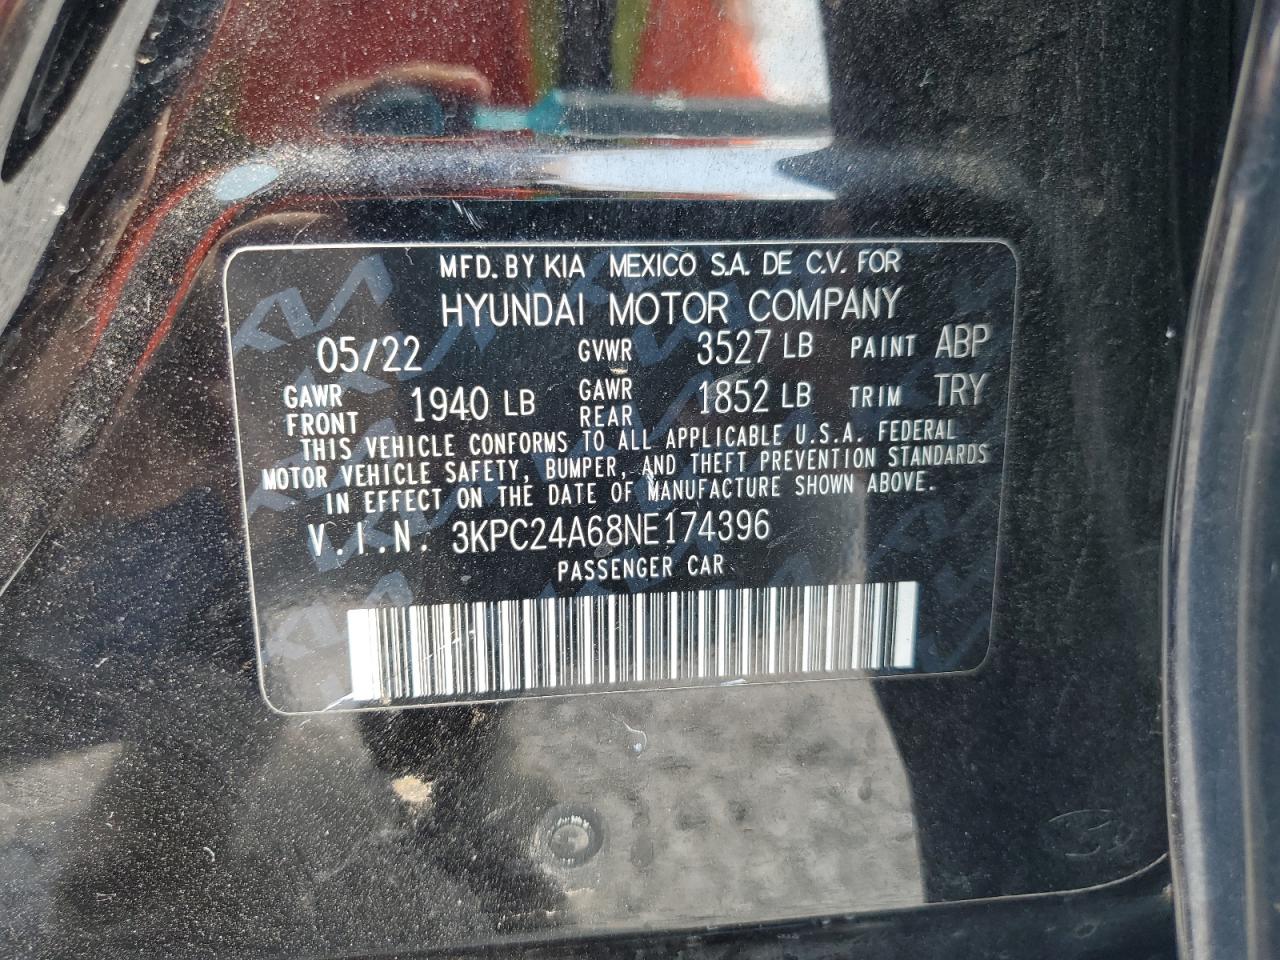 MFD. BY KIA MEXICO S.A. DE C.V. FOR
HYUNDAI MOTOR COMPANY
05/22 GVWR 3527 LB PAINT ABP
GAWR FRONT 1940 LB GAWR REAR 1852 LB TRIM TRY
THIS VEHICLE CONFORMS TO ALL APPLICABLE U.S.A. FEDERAL
MOTOR VEHICLE SAFETY, BUMPER, AND THEFT PREVENTION STANDARDS
IN EFFECT ON THE DATE OF MANUFACTURE SHOWN ABOVE.
V.I.N. 3KPC24A68NE174396
PASSENGER CAR